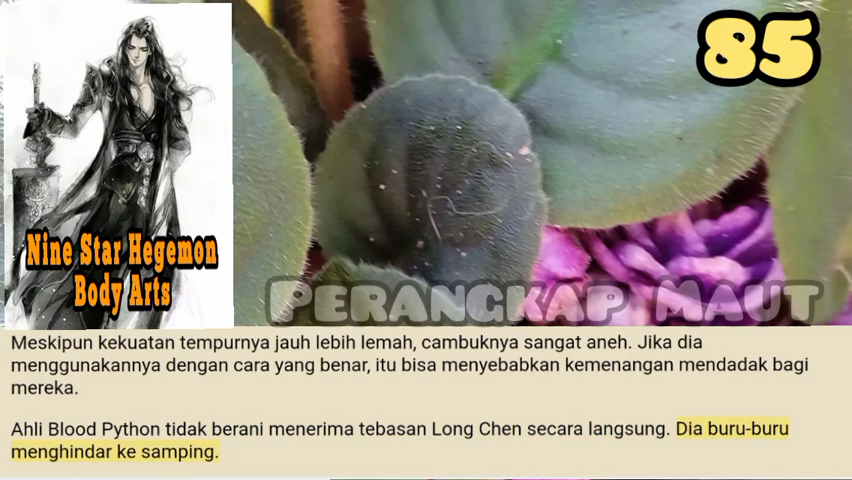 85
Nine Star Hegemon
Body Arts
Perangkap Maut
Meskipun kekuatan tempurnya jauh lebih lemah, cambuknya sangat aneh. Jika dia
menggunakannya dengan cara yang benar, itu bisa menyebabkan kemenangan mendadak bagi
mereka.
Ahli Blood Python tidak berani menerima tebasan Long Chen secara langsung. Dia buru-buru
menghindar ke samping.